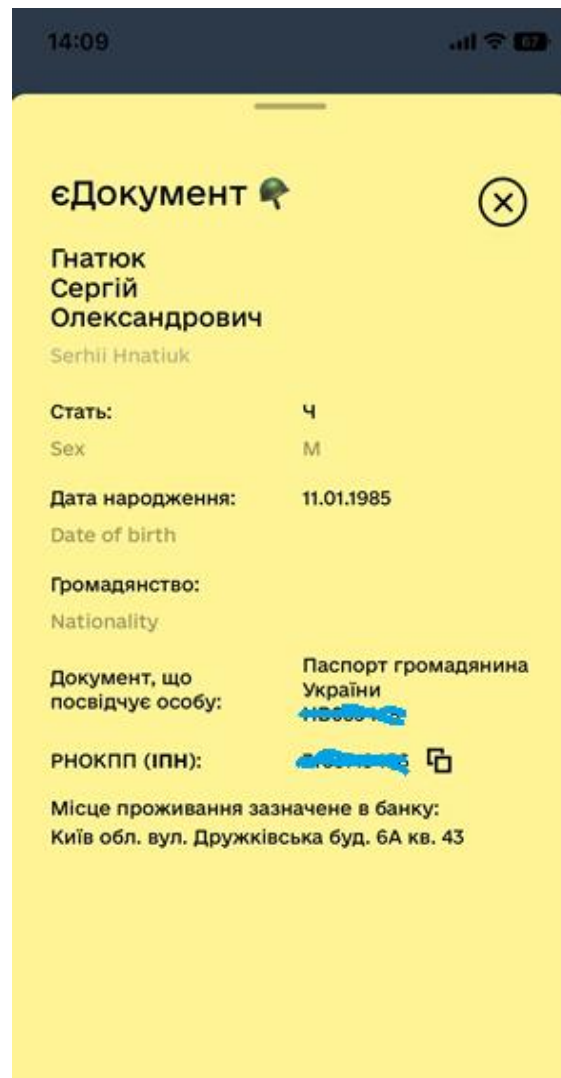 14:09
67
єДокумент
Гнатюк
Сергій
Олександрович
Serhii Hnatiuk
Стать: Ч
Sex M
Дата народження: 11.01.1985
Date of birth
Громадянство:
Nationality
Документ, що посвідчує особу: Паспорт громадянина України
РНОКПП (ІПН):
Місце проживання зазначене в банку:
Київ обл. вул. Дружківська буд. 6А кв. 43